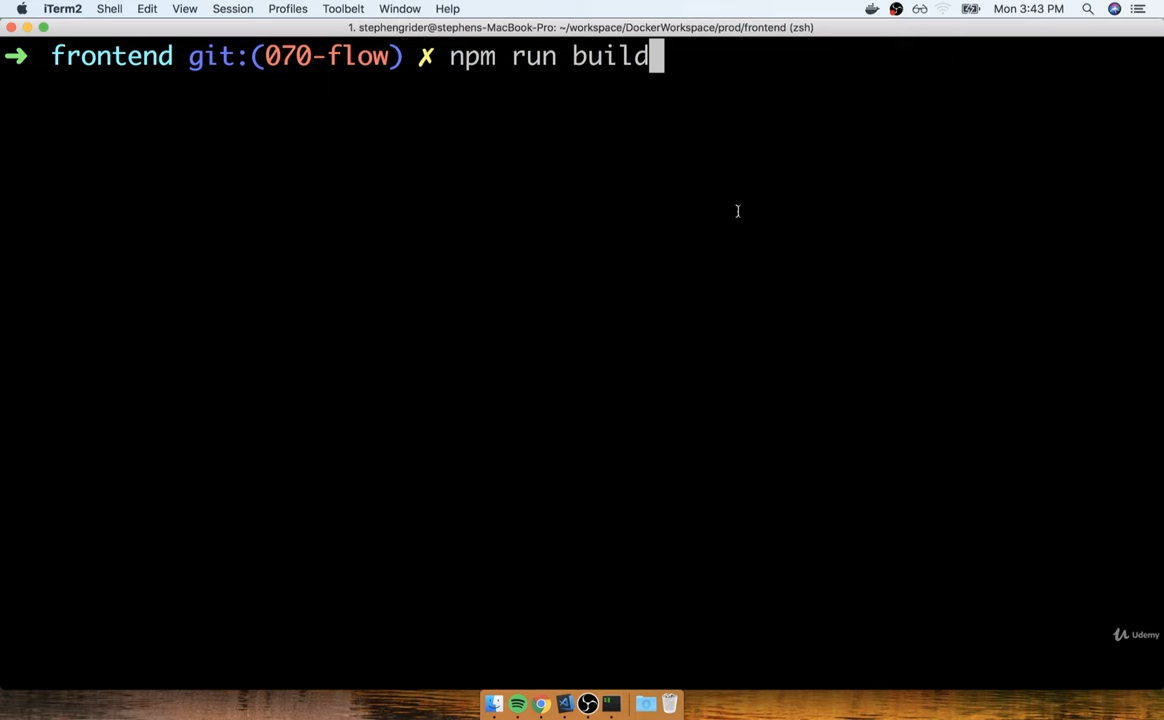 iTerm2 Shell Edit View Session Profiles Toolbelt Window Help Mon 3:43 PM
1. stephengrider@stephens-MacBook-Pro: ~/workspace/DockerWorkspace/prod/frontend (zsh)
➜ frontend git:(070-flow) ✗ npm run build
Udemy